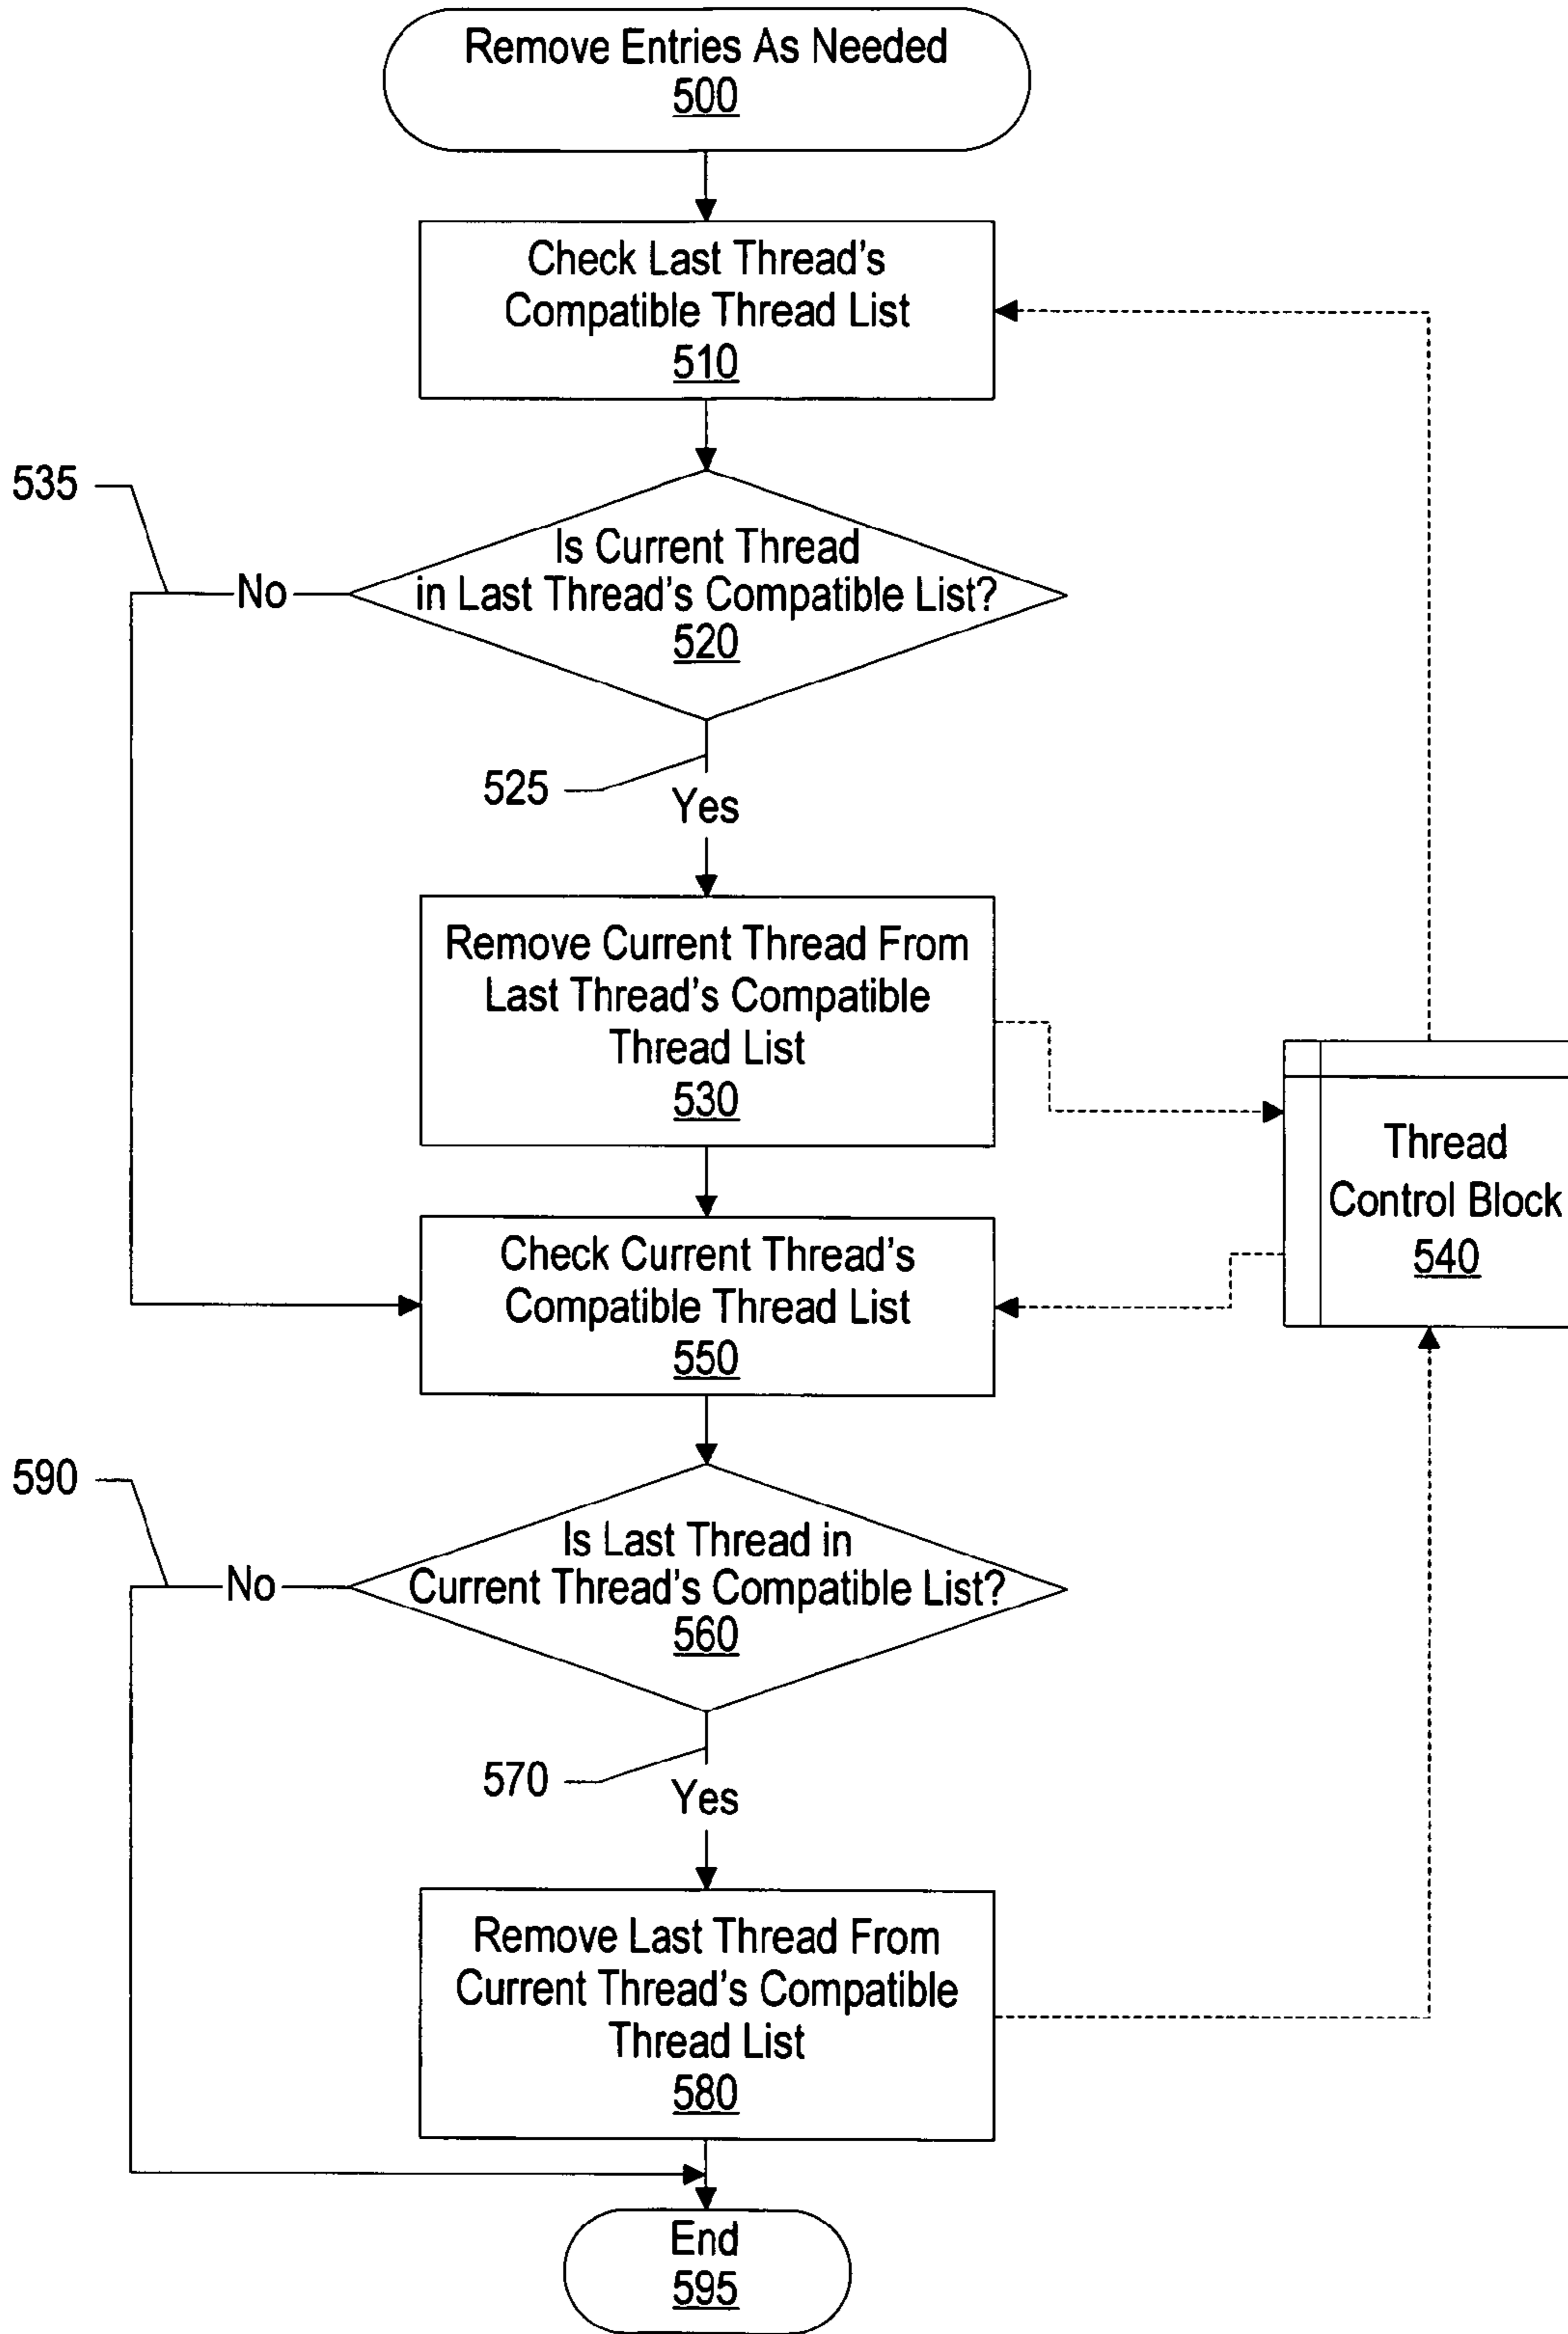 Remove Entries As Needed
500
Check Last Thread's
Compatible Thread List
510
535
No
Is Current Thread
in Last Thread's Compatible List?
520
525
Yes
Remove Current Thread From
Last Thread's Compatible
Thread List
530
Thread
Control Block
540
Check Current Thread's
Compatible Thread List
550
590
No
Is Last Thread in
Current Thread's Compatible List?
560
570
Yes
Remove Last Thread From
Current Thread's Compatible
Thread List
580
End
595